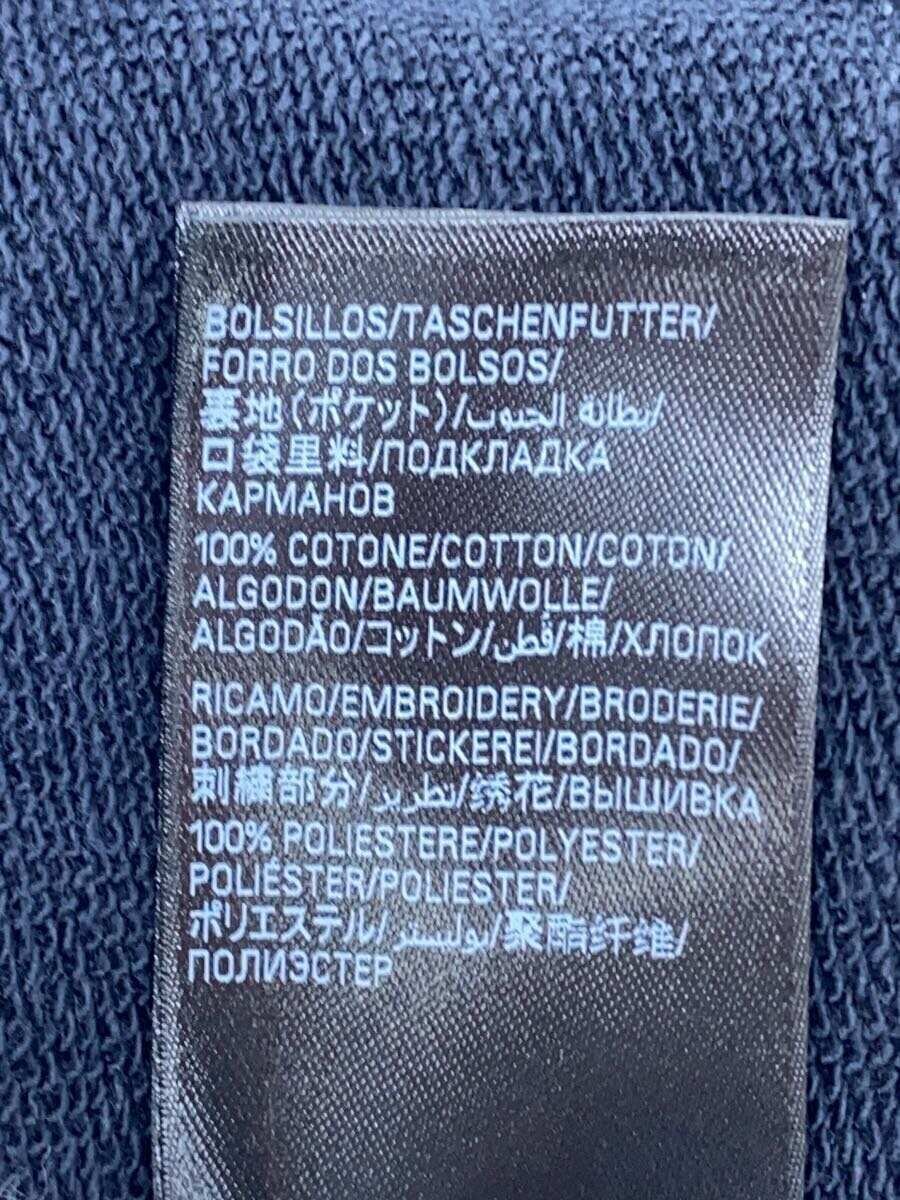 BOLSILLOS/TASCHENFUTTER/
FORRO DOS BOLSOS/
裏地(ポケット)/بطانة الجيوب/
口袋里料/ПОДКЛАДКА
КАРМАНОВ
100% COTONE/COTTON/COTON/
ALGODON/BAUMWOLLE/
ALGODÃO/コットン/قطن/棉/ХЛОПОК
RICAMO/EMBROIDERY/BRODERIE/
BORDADO/STICKEREI/BORDADO/
刺繍部分/تطريز/绣花/ВЫШИВКА
100% POLIESTERE/POLYESTER/
POLIÉSTER/POLIESTER/
ポリエステル/بوليستر/聚酯纤维/
ПОЛИЭСТЕР